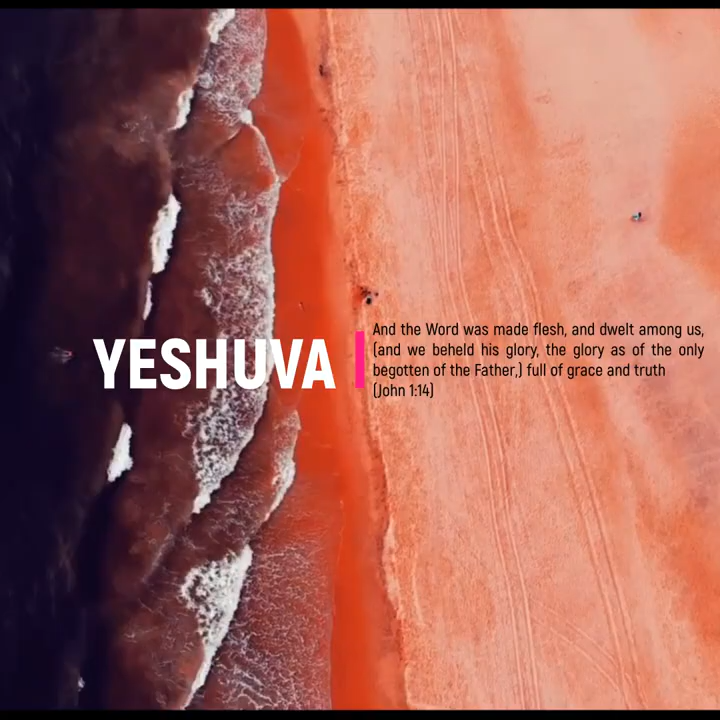 YESHUVA
And the Word was made flesh, and dwelt among us,
(and we beheld his glory, the glory as of the only
begotten of the Father,) full of grace and truth
(John 1:14)